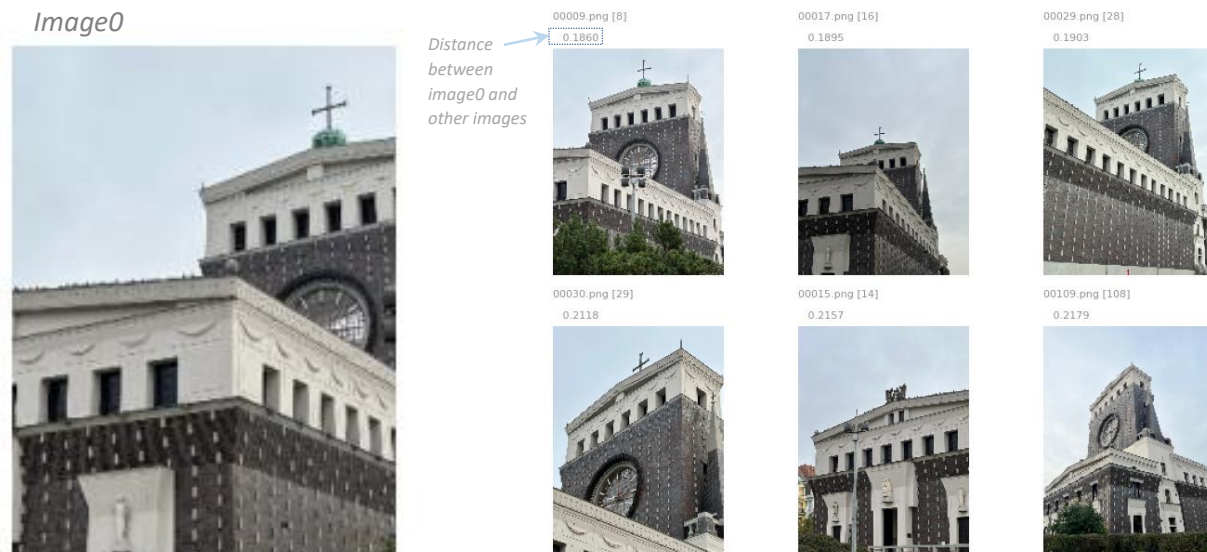 Image0
Distance
between
image0 and
other images
00009.png [8]
0.1860
00017.png [16]
0.1895
00029.png [28]
0.1903
00030.png [29]
0.2118
00015.png [14]
0.2157
00109.png [108]
0.2179